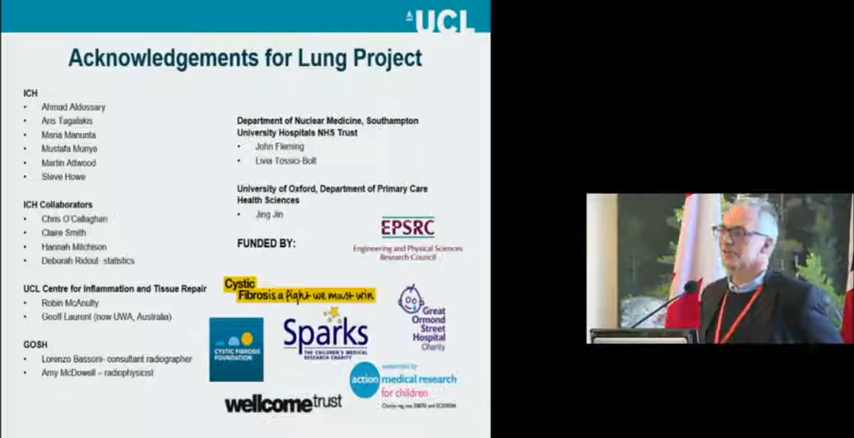 UCL
Acknowledgements for Lung Project
ICH
• Ahmad Aldossary
• Aris Tagalakis
• Maria Manunta
• Mustafa Munye
• Martin Attwood
• Steve Howe
ICH Collaborators
• Chris O'Callaghan
• Claire Smith
• Hannah Mitchison
• Deborah Ridout- statistics
UCL Centre for Inflammation and Tissue Repair
• Robin McAnulty
• Geoff Laurent (now UWA, Australia)
GOSH
• Lorenzo Bassoni- consultant radiographer
• Amy McDowell – radiophysicist
Department of Nuclear Medicine, Southampton
University Hospitals NHS Trust
• John Fleming
• Livia Tossici-Bolt
University of Oxford, Department of Primary Care
Health Sciences
• Jing Jin
FUNDED BY:
EPSRC
Engineering and Physical Sciences
Research Council
Cystic
Fibrosis a fight we must win
Great
Ormond
Street
Hospital
Charity
CYSTIC FIBROSIS
FOUNDATION
Sparks
THE CHILDREN'S MEDICAL
RESEARCH CHARITY
supported by
action medical research
for children
wellcome trust